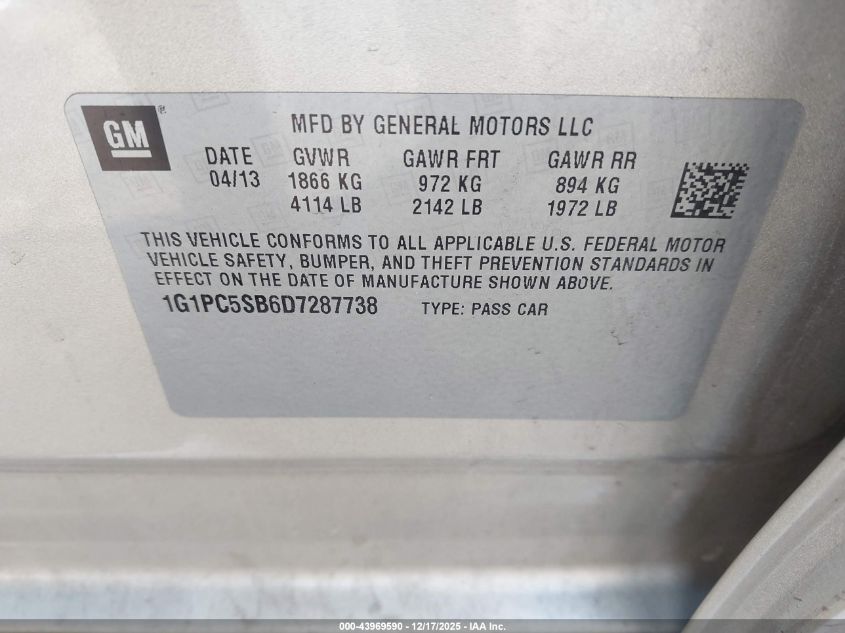 GM ®
MFD BY GENERAL MOTORS LLC
DATE GVWR GAWR FRT GAWR RR
04/13 1866 KG 972 KG 894 KG
4114 LB 2142 LB 1972 LB
THIS VEHICLE CONFORMS TO ALL APPLICABLE U.S. FEDERAL MOTOR
VEHICLE SAFETY, BUMPER, AND THEFT PREVENTION STANDARDS IN
EFFECT ON THE DATE OF MANUFACTURE SHOWN ABOVE.
1G1PC5SB6D7287738 TYPE: PASS CAR
000-43969590 - 12/17/2025 - IAA Inc.